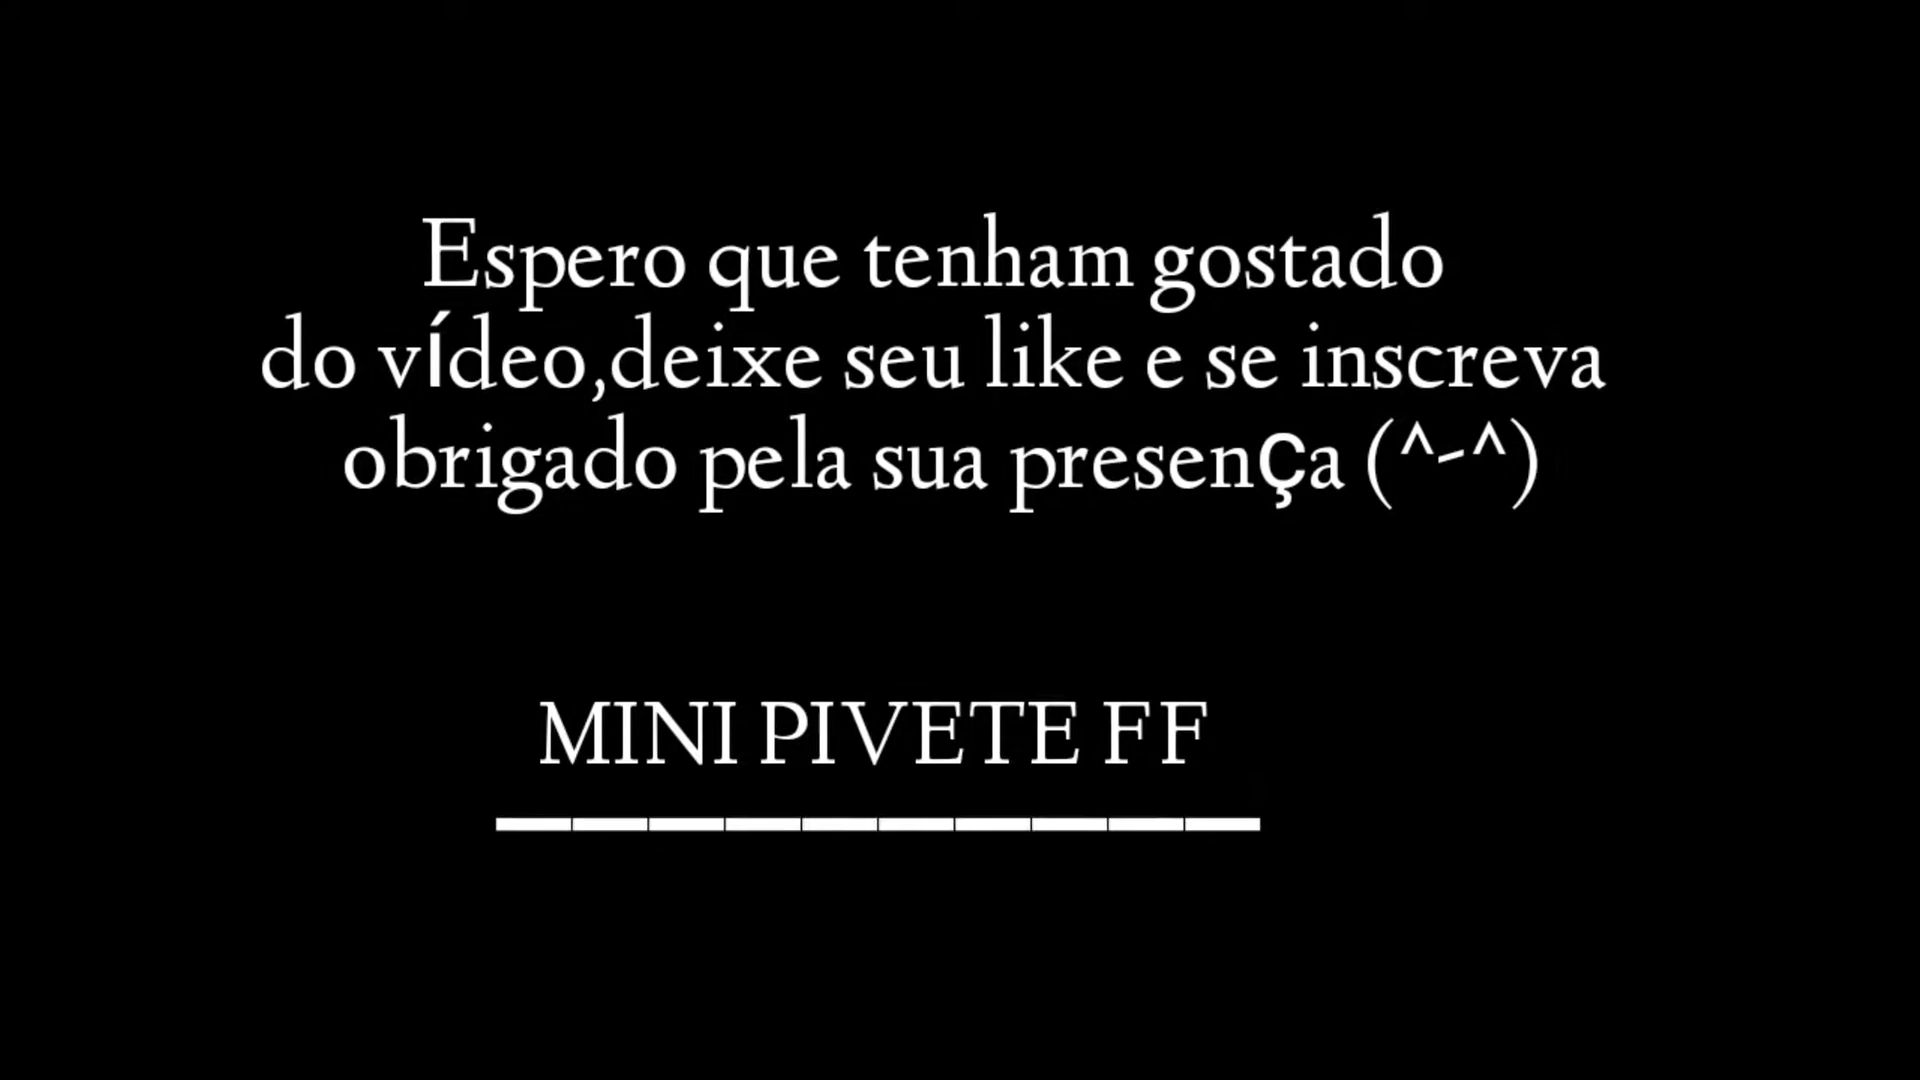 Espero que tenham gostado
do vídeo,deixe seu like e se inscreva
obrigado pela sua presença (^-^)
MINI PIVETE FF